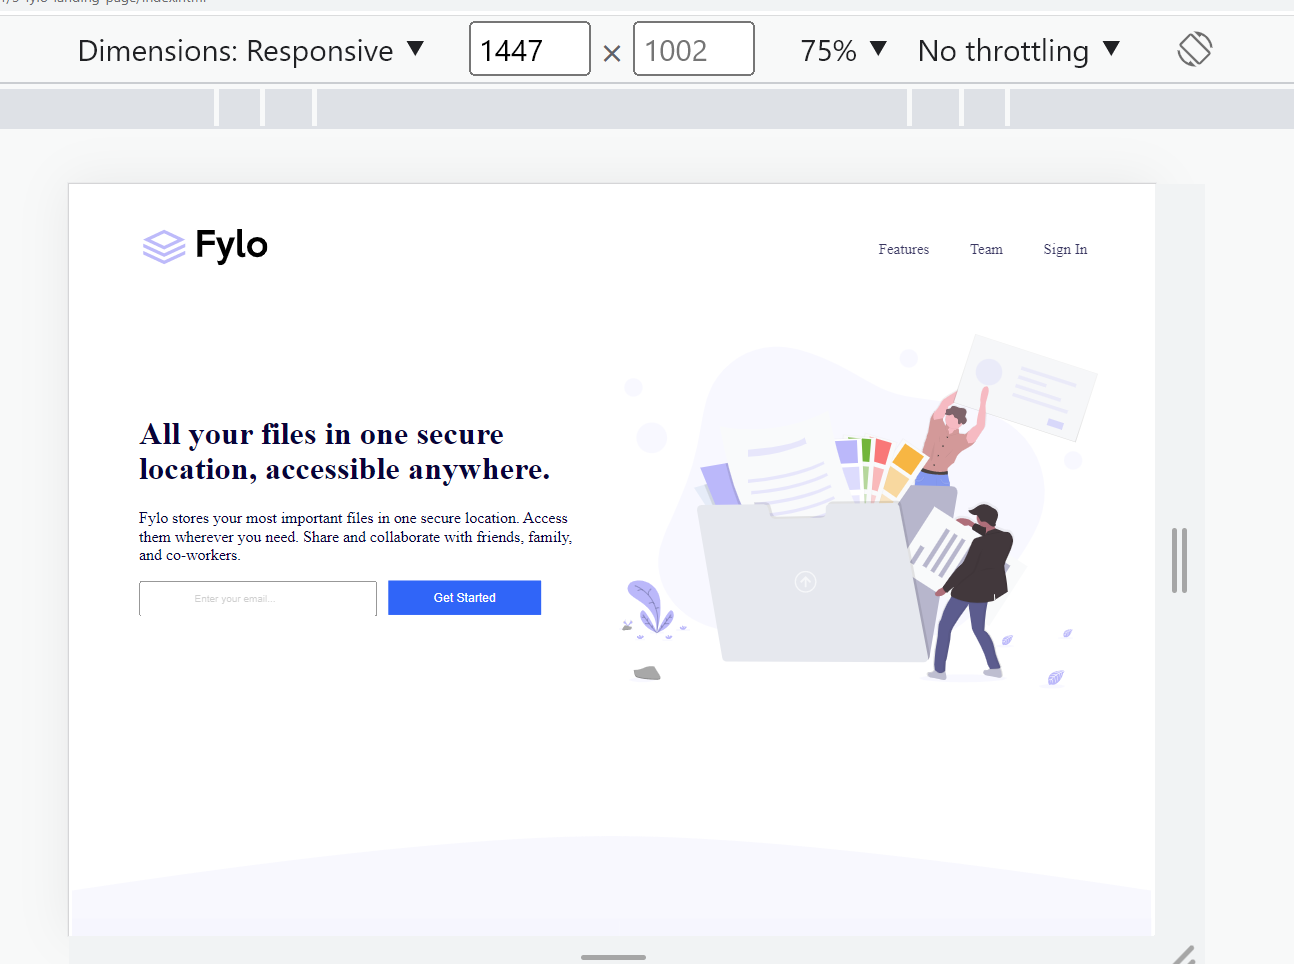 Dimensions: Responsive ▼ 1447 × 1002 75% ▼ No throttling ▼
Fylo
Features Team Sign In
All your files in one secure
location, accessible anywhere.
Fylo stores your most important files in one secure location. Access
them wherever you need. Share and collaborate with friends, family,
and co-workers.
Enter your email... Get Started